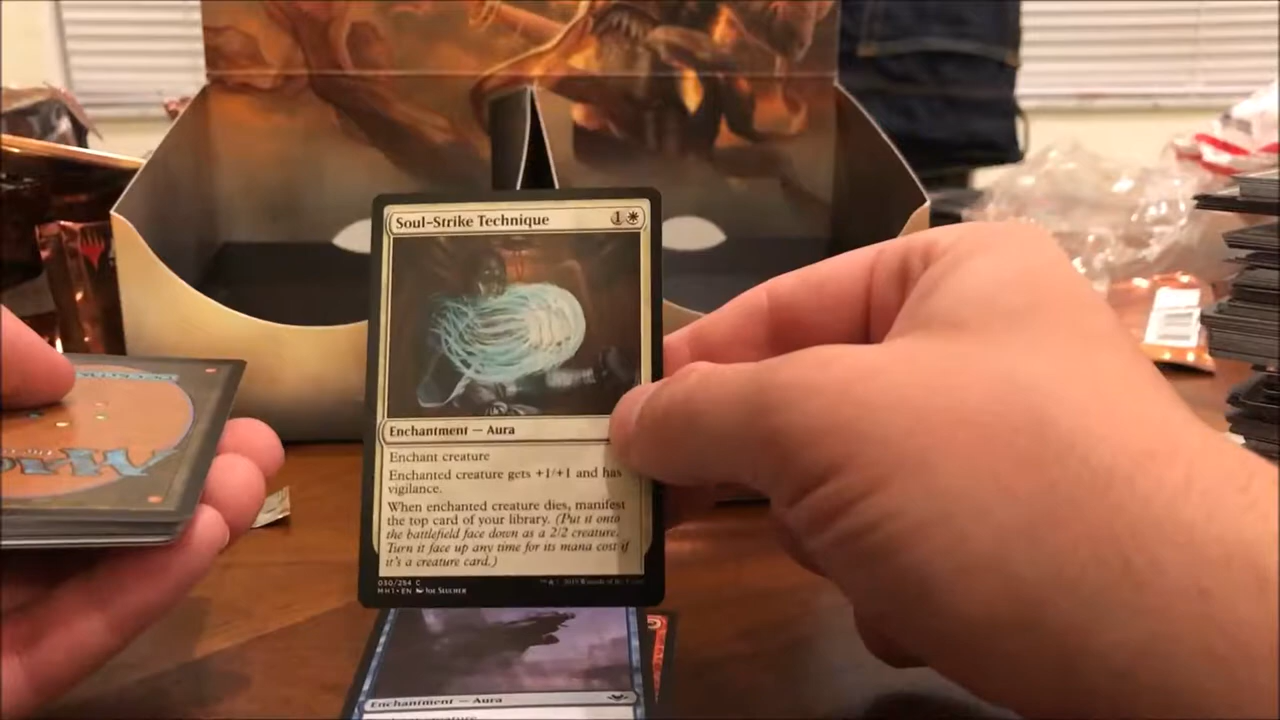 Soul-Strike Technique 1
Enchantment — Aura
Enchant creature
Enchanted creature gets +1/+1 and has
vigilance.
When enchanted creature dies, manifest
the top card of your library. (Put it onto
the battlefield face down as a 2/2 creature.
Turn it face up any time for its mana cost if
it's a creature card.)
030/254 C
MH1 • EN Joe Slucher
Enchantment — Aura